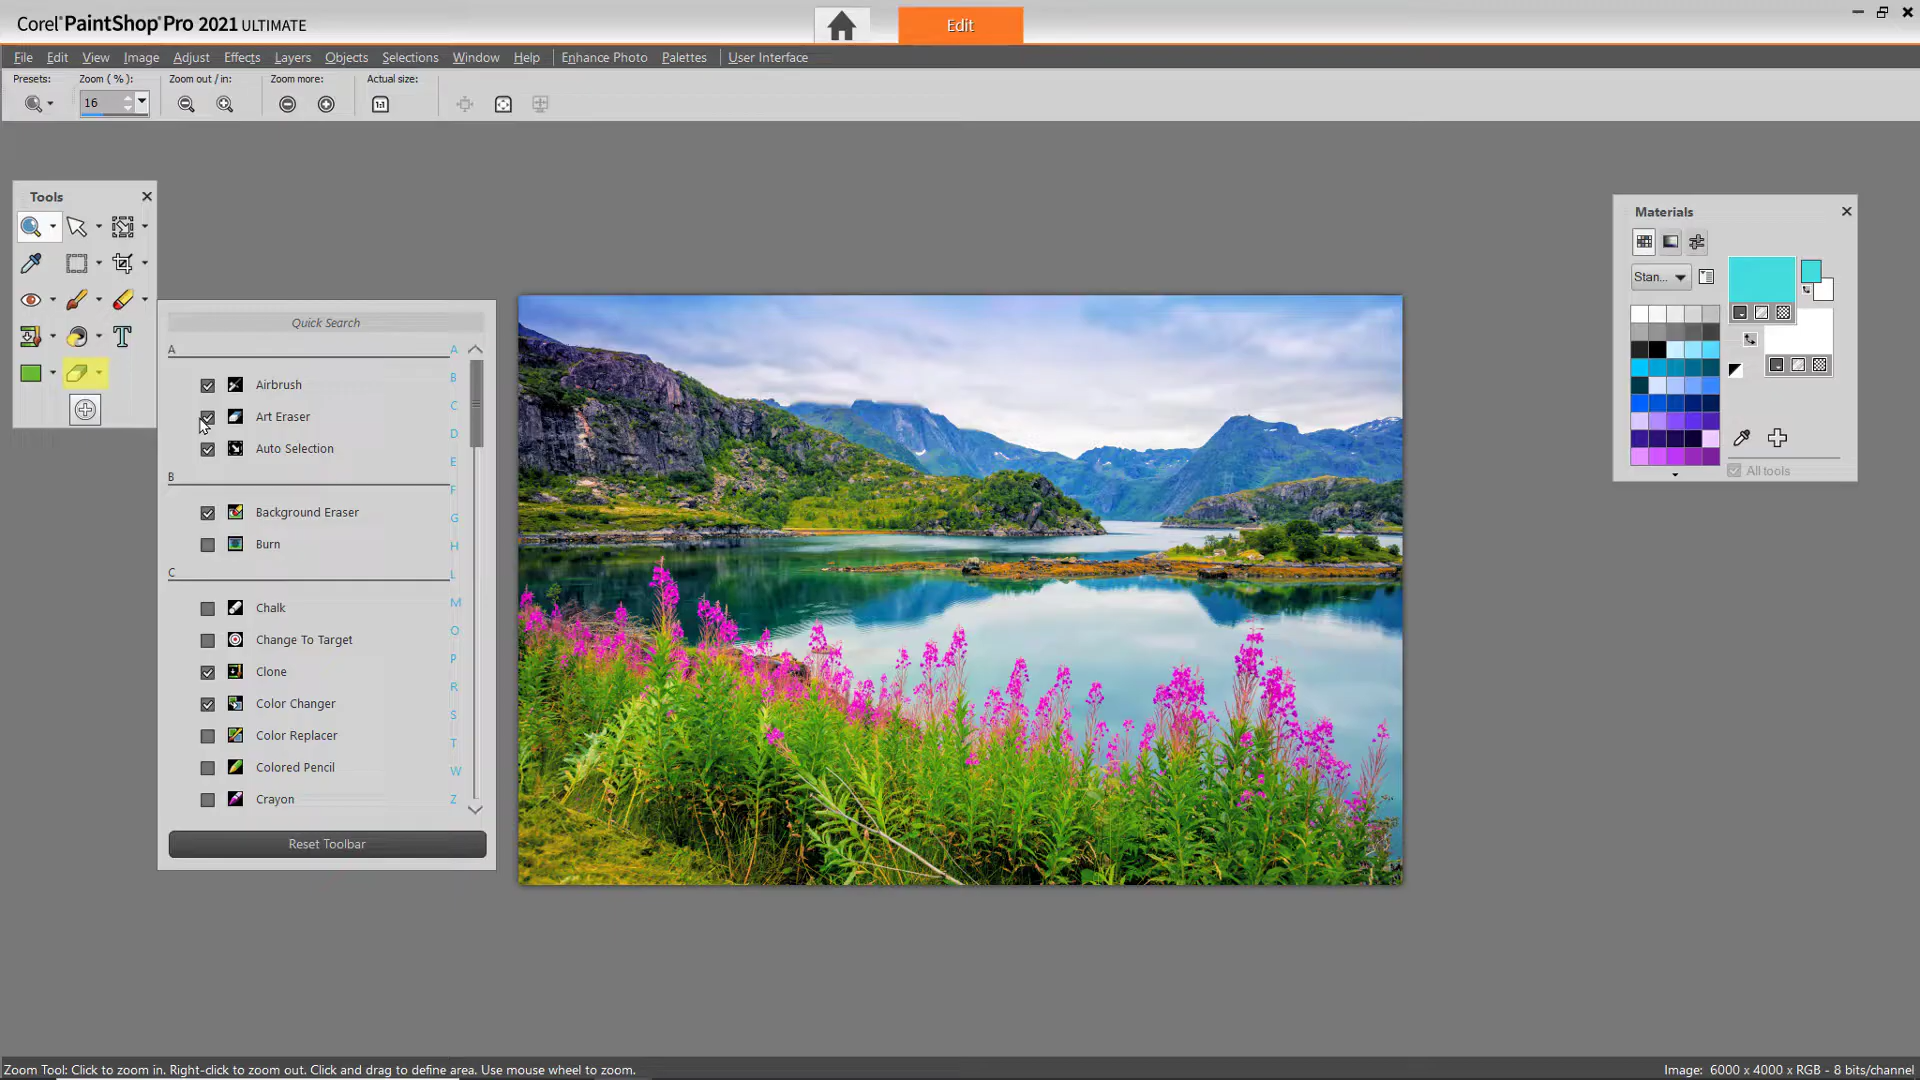 Corel® PaintShop® Pro 2021 ULTIMATE
Edit
File Edit View Image Adjust Effects Layers Objects Selections Window Help Enhance Photo Palettes User Interface
Presets: Zoom ( % ): Zoom out / in: Zoom more: Actual size:
16
1:1
Tools
Materials
Stan...
All tools
Quick Search
A
Airbrush
Art Eraser
Auto Selection
B
Background Eraser
Burn
C
Chalk
Change To Target
Clone
Color Changer
Color Replacer
Colored Pencil
Crayon
A
B
C
D
E
F
G
H
L
M
O
P
R
S
T
W
Z
Reset Toolbar
Zoom Tool: Click to zoom in. Right-click to zoom out. Click and drag to define area. Use mouse wheel to zoom.
Image: 6000 x 4000 x RGB - 8 bits/channel